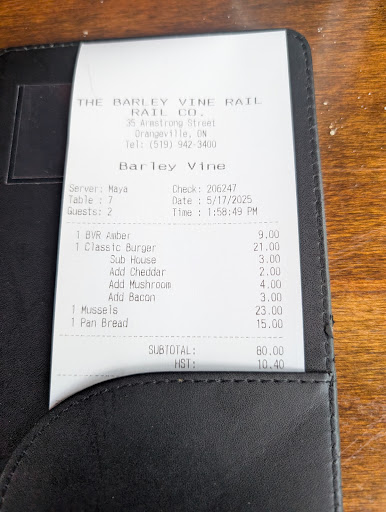 THE BARLEY VINE RAIL
RAIL CO.
35 Armstrong Street
Orangeville, ON
Tel: (519) 942-3400
Barley Vine
Server: Maya Check: 206247
Table : 7 Date : 5/17/2025
Guests: 2 Time : 1:58:49 PM
1 BVR Amber 9.00
1 Classic Burger 21.00
Sub House 3.00
Add Cheddar 2.00
Add Mushroom 4.00
Add Bacon 3.00
1 Mussels 23.00
1 Pan Bread 15.00
SUBTOTAL: 80.00
HST: 10.40